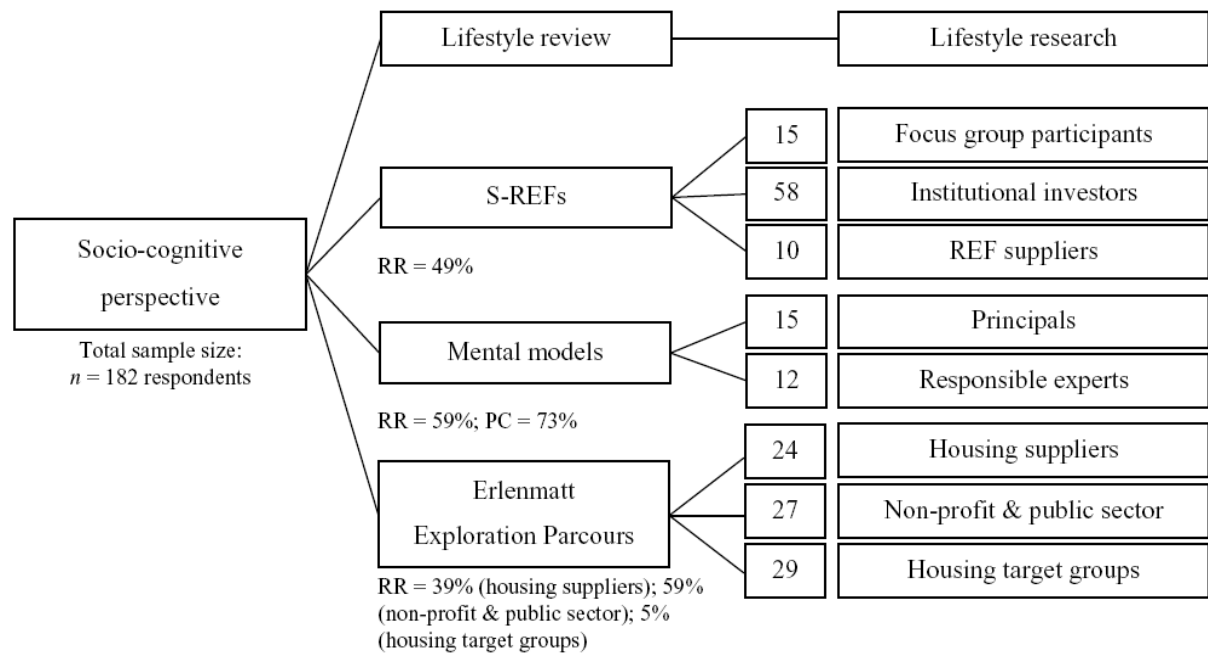 Lifestyle review
Lifestyle research
15
Focus group participants
S-REFs
58
Institutional investors
10
REF suppliers
RR = 49%
Socio-cognitive
perspective
Total sample size:
n = 182 respondents
Mental models
15
Principals
12
Responsible experts
RR = 59%; PC = 73%
Erlenmatt
Exploration Parcours
24
Housing suppliers
27
Non-profit & public sector
29
Housing target groups
RR = 39% (housing suppliers); 59%
(non-profit & public sector); 5%
(housing target groups)